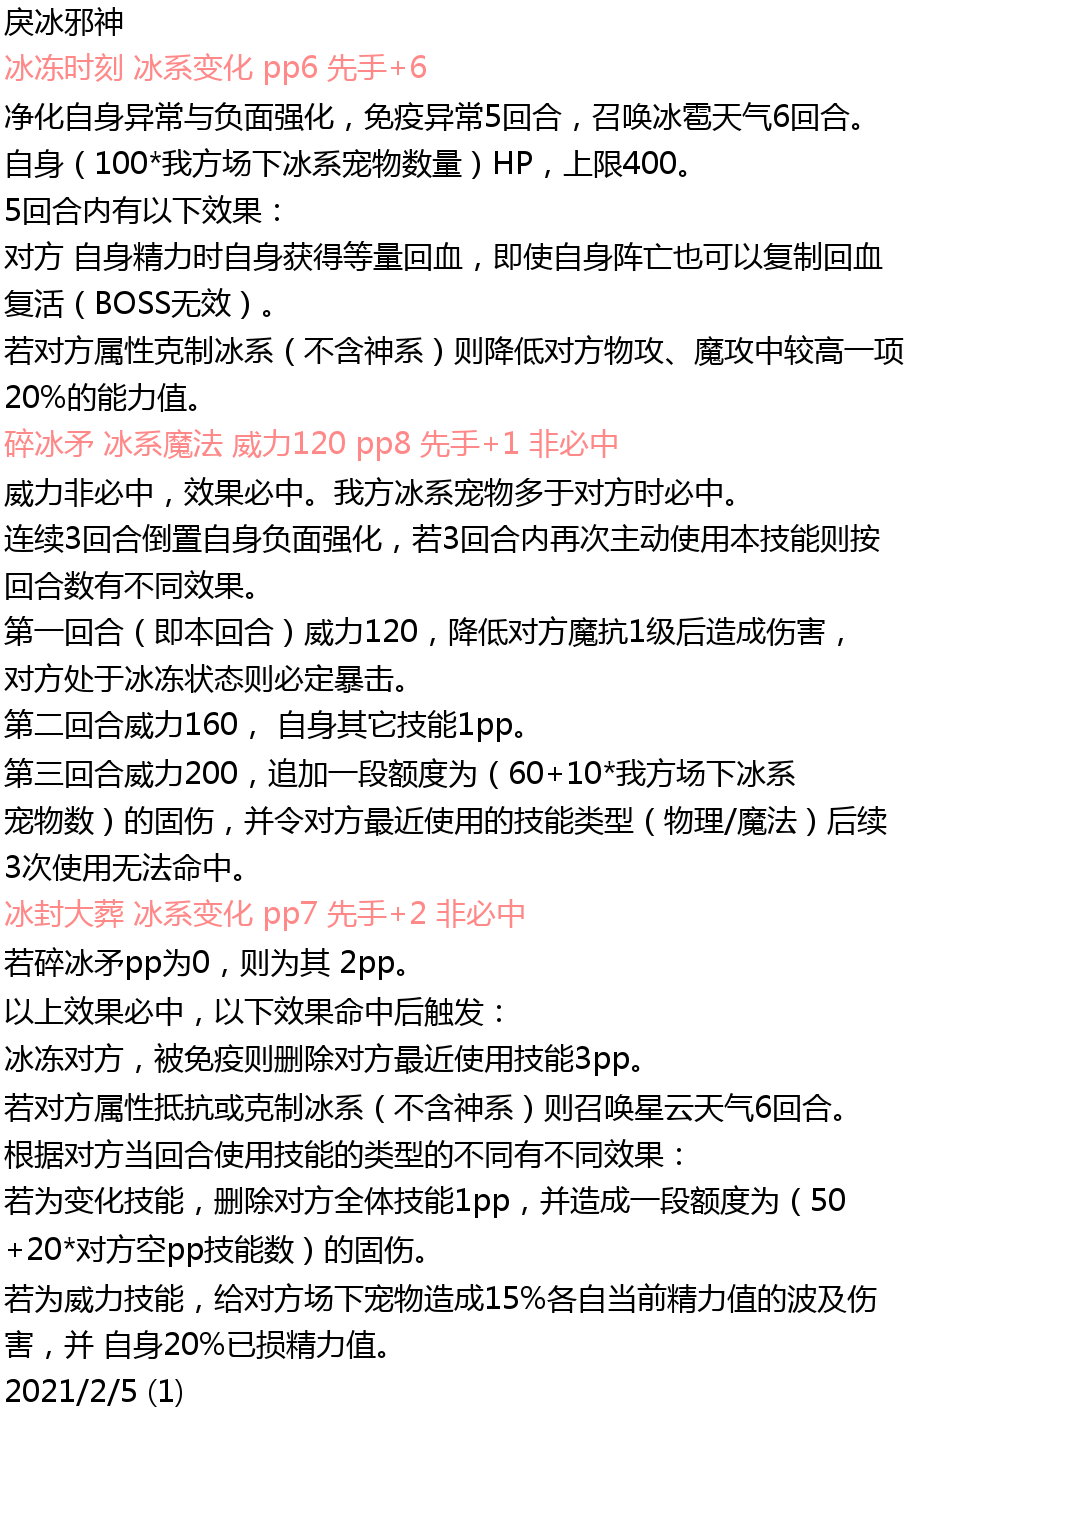 戾冰邪神
冰冻时刻 冰系变化 pp6 先手+6
净化自身异常与负面强化，免疫异常5回合，召唤冰雹天气6回合。
自身（100*我方场下冰系宠物数量）HP，上限400。
5回合内有以下效果：
对方 自身精力时自身获得等量回血，即使自身阵亡也可以复制回血
复活（BOSS无效）。
若对方属性克制冰系（不含神系）则降低对方物攻、魔攻中较高一项
20%的能力值。
碎冰矛 冰系魔法 威力120 pp8 先手+1 非必中
威力非必中，效果必中。我方冰系宠物多于对方时必中。
连续3回合倒置自身负面强化，若3回合内再次主动使用本技能则按
回合数有不同效果。
第一回合（即本回合）威力120，降低对方魔抗1级后造成伤害，
对方处于冰冻状态则必定暴击。
第二回合威力160， 自身其它技能1pp。
第三回合威力200，追加一段额度为（60+10*我方场下冰系
宠物数）的固伤，并令对方最近使用的技能类型（物理/魔法）后续
3次使用无法命中。
冰封大葬 冰系变化 pp7 先手+2 非必中
若碎冰矛pp为0，则为其 2pp。
以上效果必中，以下效果命中后触发：
冰冻对方，被免疫则删除对方最近使用技能3pp。
若对方属性抵抗或克制冰系（不含神系）则召唤星云天气6回合。
根据对方当回合使用技能的类型的不同有不同效果：
若为变化技能，删除对方全体技能1pp，并造成一段额度为（50
+20*对方空pp技能数）的固伤。
若为威力技能，给对方场下宠物造成15%各自当前精力值的波及伤
害，并 自身20%已损精力值。
2021/2/5 (1)